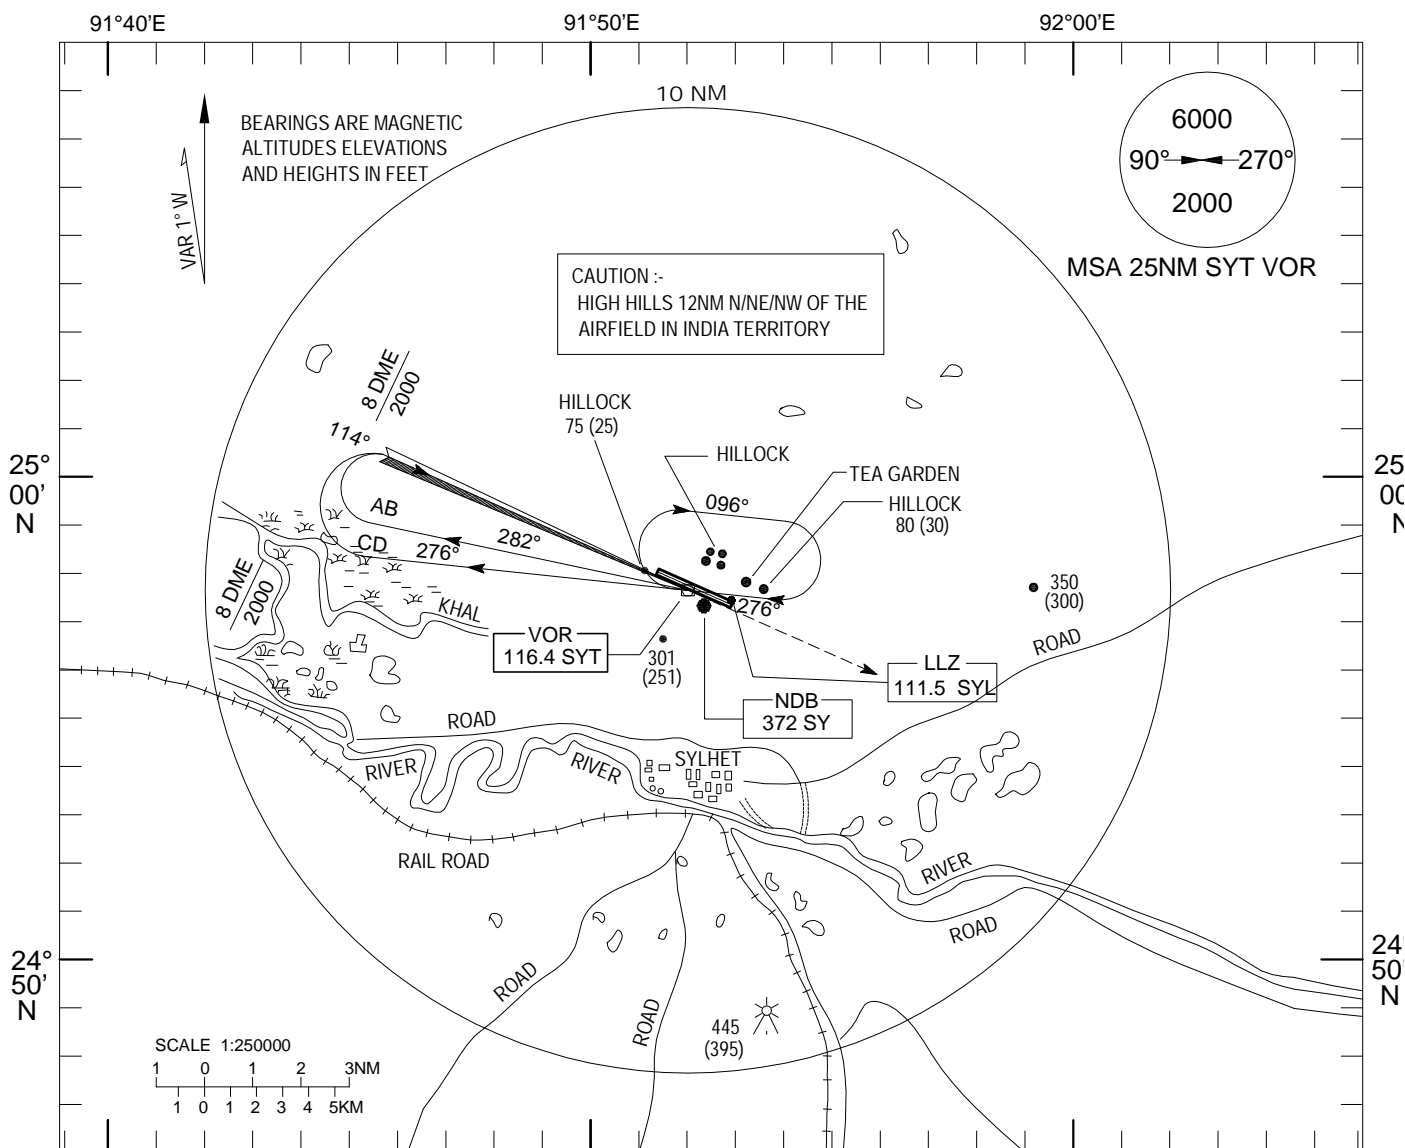 91°40'E
91°50'E
92°00'E
10 NM
BEARINGS ARE MAGNETIC
ALTITUDES ELEVATIONS
AND HEIGHTS IN FEET
VAR 1° W
6000
90°
270°
2000
MSA 25NM SYT VOR
CAUTION :-
HIGH HILLS 12NM N/NE/NW OF THE
AIRFIELD IN INDIA TERRITORY
8 DME
2000
114°
HILLOCK
75 (25)
HILLOCK
TEA GARDEN
HILLOCK
80 (30)
096°
25°
00'
N
25
00'
N
AB
282°
CD
276°
276°
350
(300)
8 DME
2000
KHAL
VOR
116.4 SYT
301
(251)
ROAD
LLZ
111.5 SYL
NDB
372 SY
ROAD
RIVER
RIVER
SYLHET
RAIL ROAD
RIVER
ROAD
24°
50'
N
24°
50'
N
ROAD
ROAD
445
(395)
SCALE 1:250000
1 0 1 2 3NM
1 0 1 2 3 4 5KM